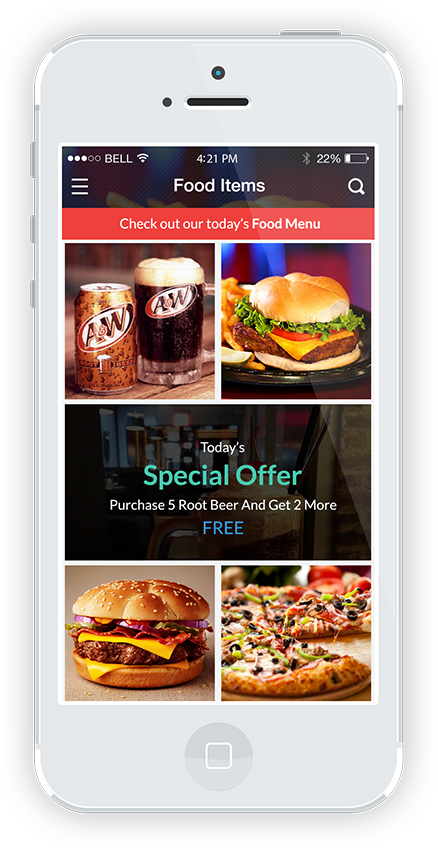 BELL 4:21 PM 22%
Food Items
Check out our today's Food Menu
A&W A&W
Today's
Special Offer
Purchase 5 Root Beer And Get 2 More
FREE